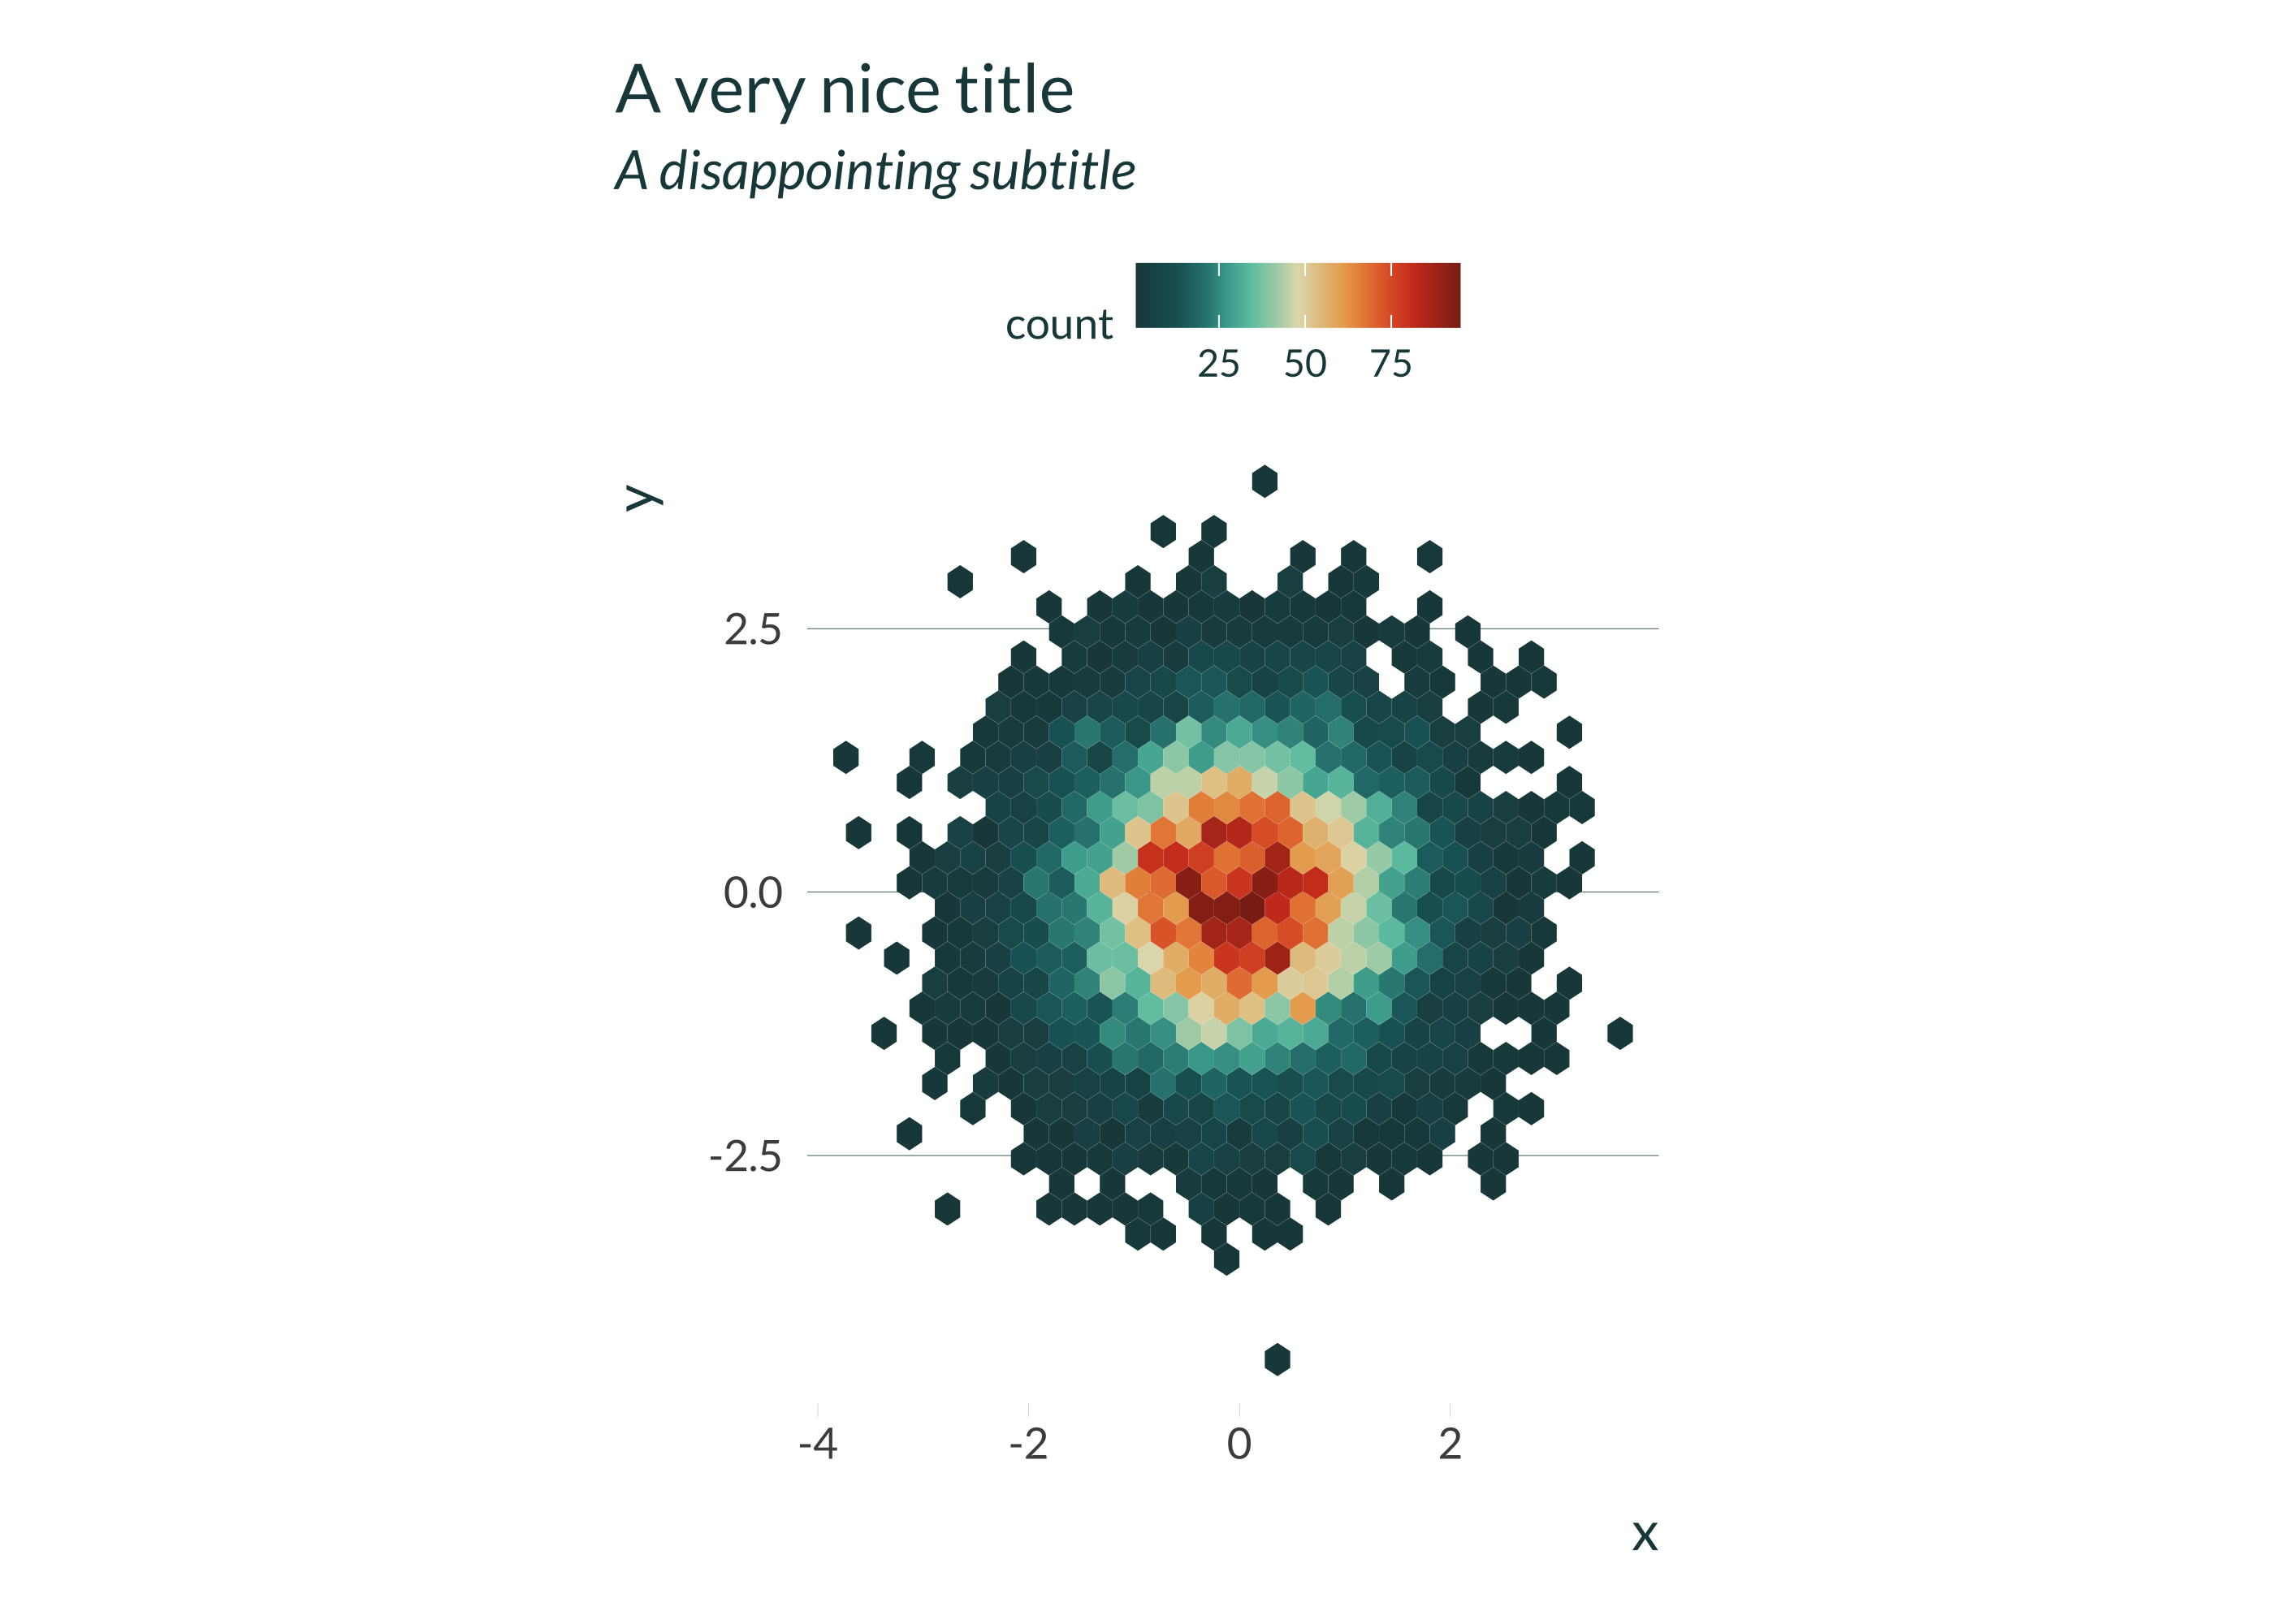 A very nice title
A disappointing subtitle
count
25 50 75
y
2.5
0.0
-2.5
-4 -2 0 2
x